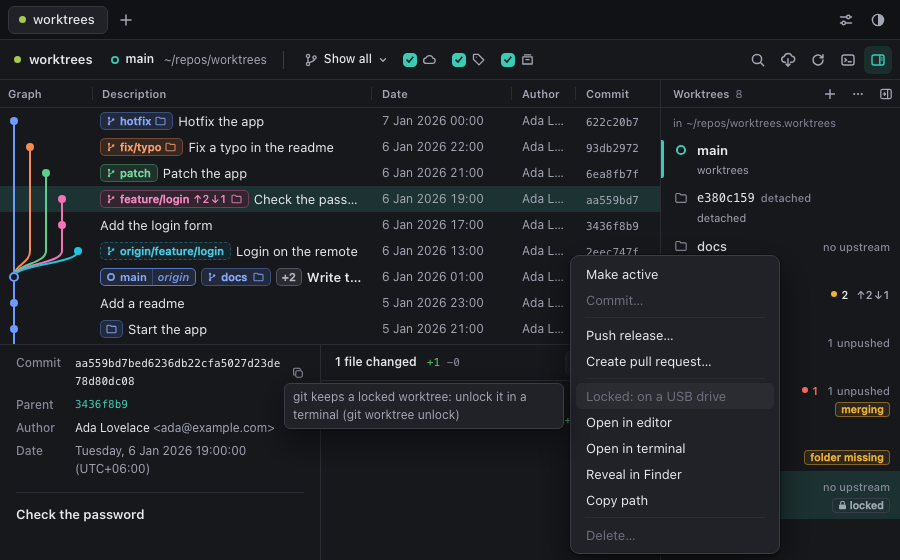 worktrees
worktrees main ~/repos/worktrees Show all
Graph Description Date Author Commit
hotfix Hotfix the app 7 Jan 2026 00:00 Ada L... 622c20b7
fix/typo Fix a typo in the readme 6 Jan 2026 22:00 Ada L... 93db2972
patch Patch the app 6 Jan 2026 21:00 Ada L... 6ea8fb7f
feature/login ↑2↓1 Check the pass... 6 Jan 2026 19:00 Ada L... aa559bd7
Add the login form 6 Jan 2026 17:00 Ada L... 3436f8b9
origin/feature/login Login on the remote 6 Jan 2026 13:00 Ada L... 2eec747f
main origin docs +2 Write t... 6 Jan 2026 01:00 Ada L...
Add a readme 5 Jan 2026 23:00 Ada L...
Start the app 5 Jan 2026 21:00 Ada L...
Worktrees 8
in ~/repos/worktrees.worktrees
main
worktrees
e380c159 detached
detached
docs no upstream
2 ↑2↓1
1 unpushed
1 1 unpushed
merging
folder missing
no upstream
locked
Make active
Commit...
Push release...
Create pull request...
Locked: on a USB drive
Open in editor
Open in terminal
Reveal in Finder
Copy path
Delete...
Commit aa559bd7bed6236db22cfa5027d23de
78d80dc08
Parent 3436f8b9
Author Ada Lovelace <ada@example.com>
Date Tuesday, 6 Jan 2026 19:00:00
(UTC+06:00)
Check the password
1 file changed +1 −0
git keeps a locked worktree: unlock it in a
terminal (git worktree unlock)